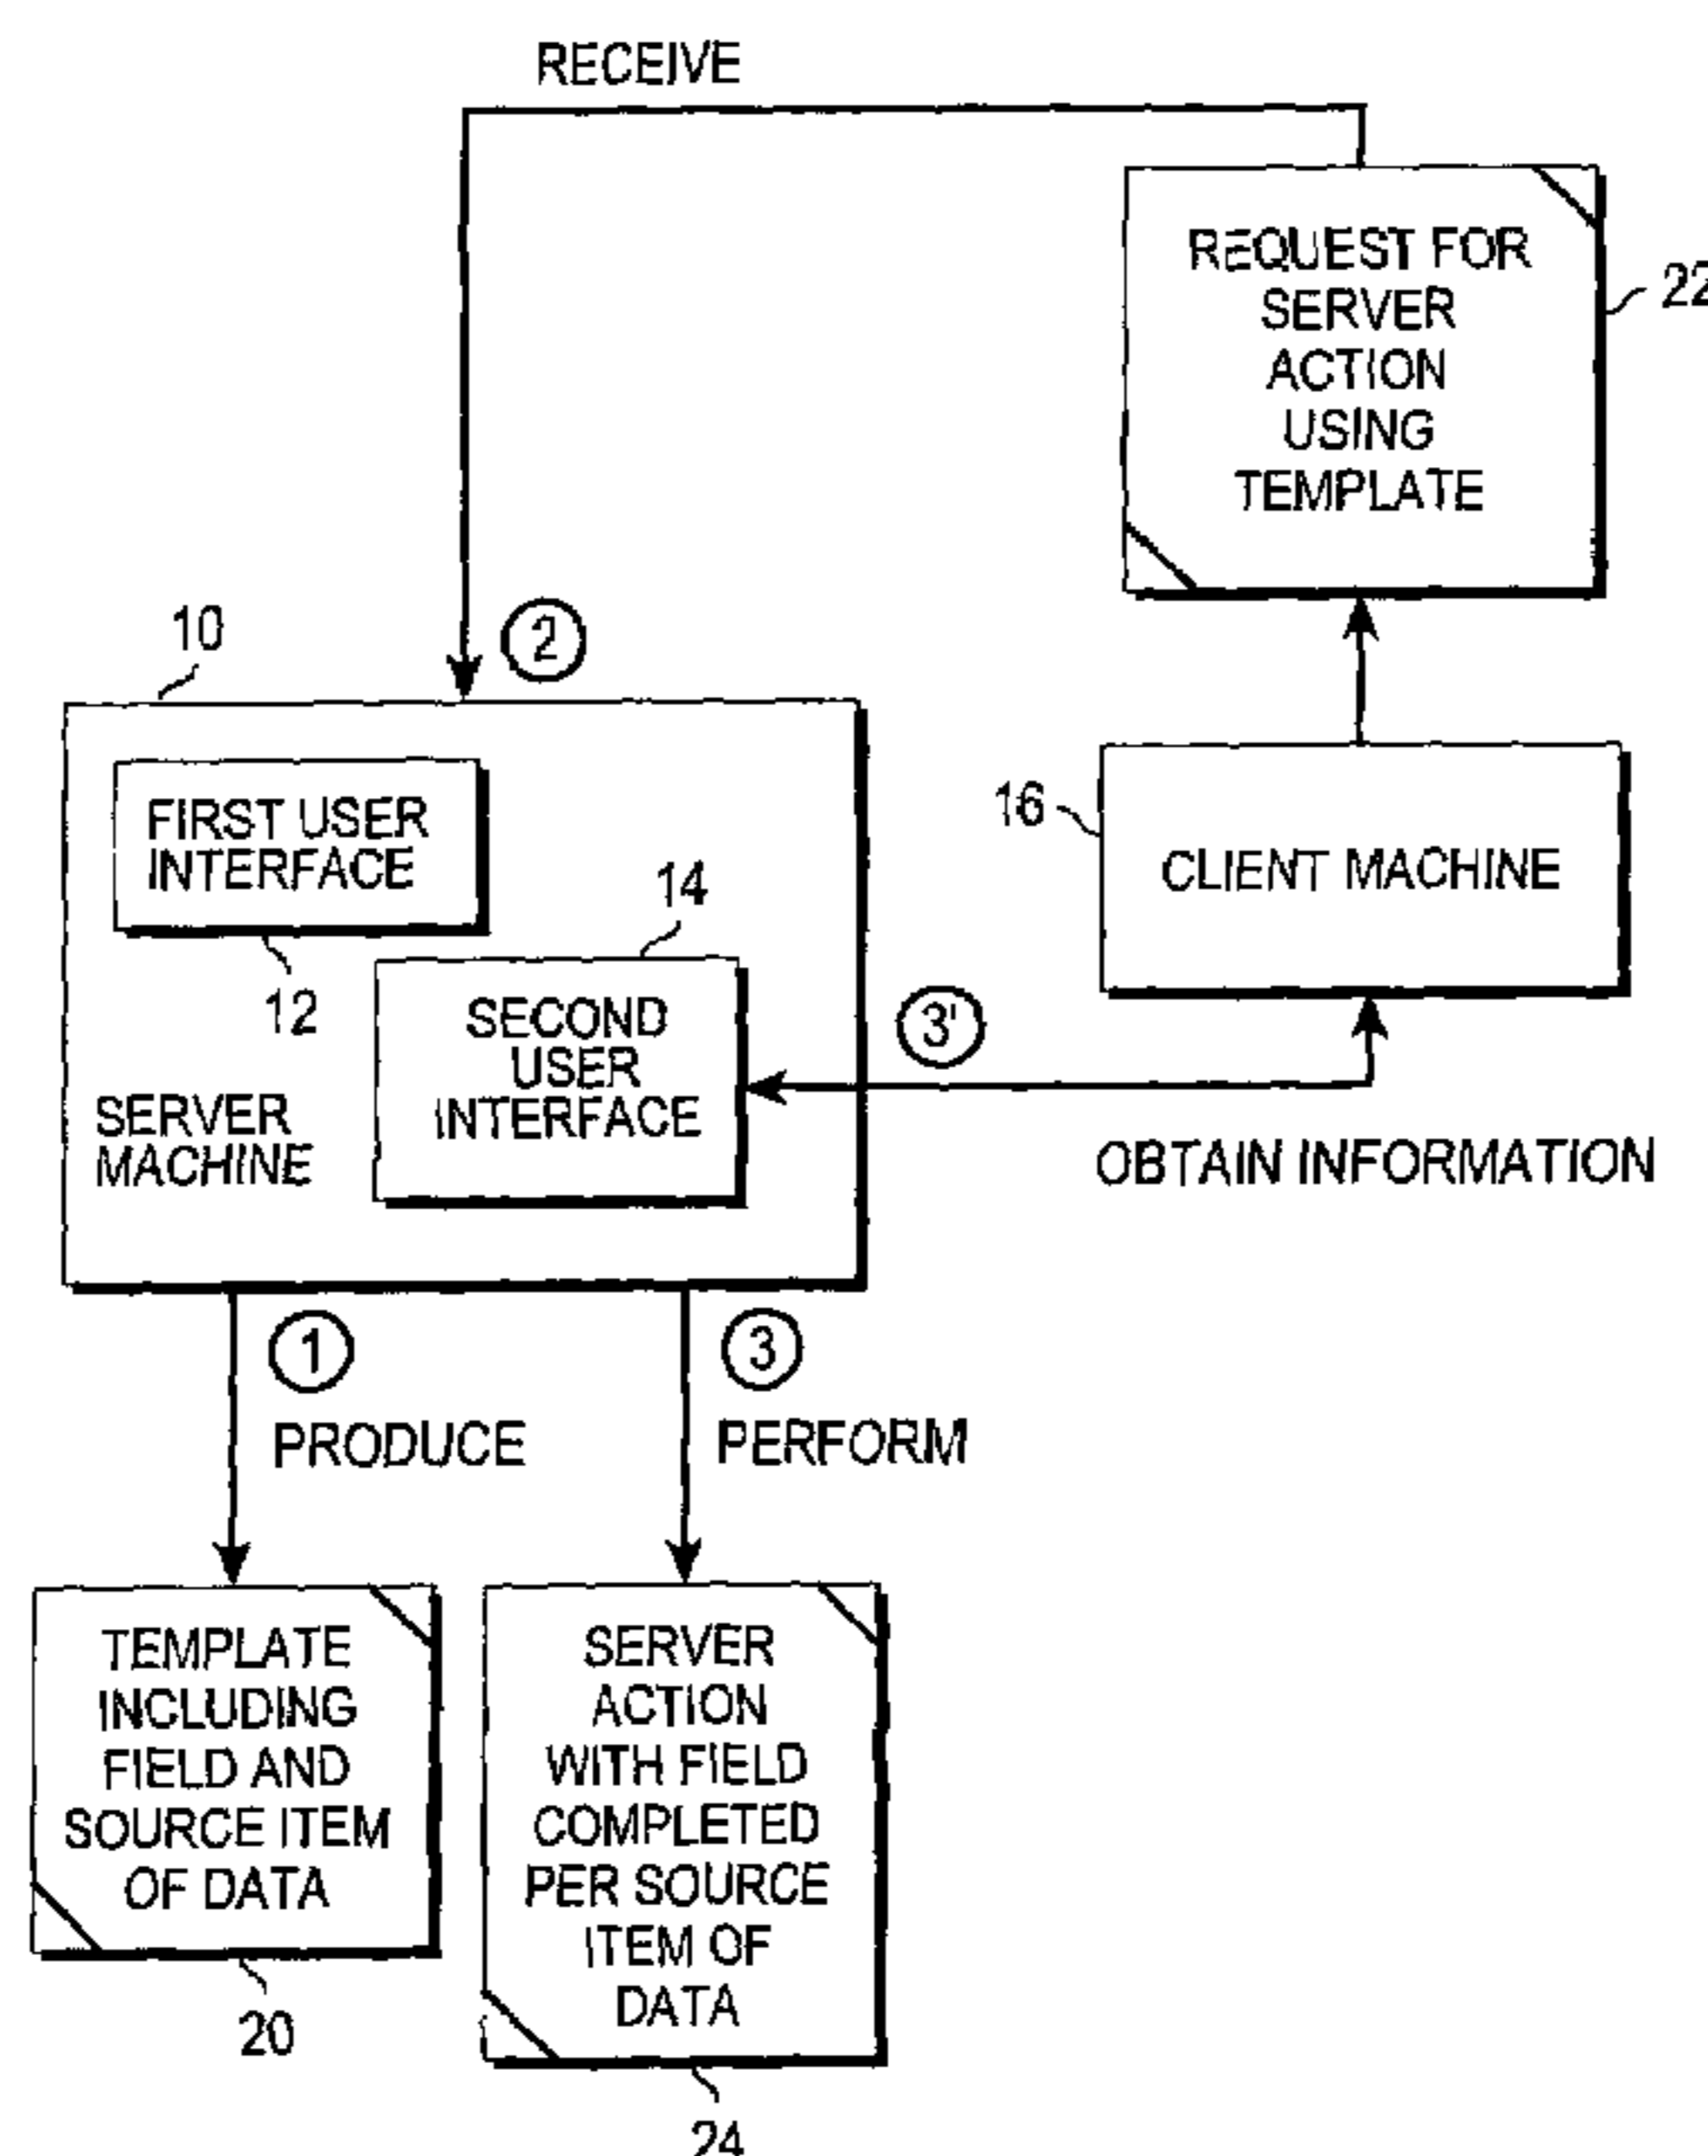 RECEIVE
REQUEST FOR
SERVER
ACTION
USING
TEMPLATE
22
10
2
FIRST USER
INTERFACE
12
14
SECOND
USER
INTERFACE
SERVER
MACHINE
16
CLIENT MACHINE
3'
OBTAIN INFORMATION
1
PRODUCE
3
PERFORM
TEMPLATE
INCLUDING
FIELD AND
SOURCE ITEM
OF DATA
20
SERVER
ACTION
WITH FIELD
COMPLETED
PER SOURCE
ITEM OF
DATA
24